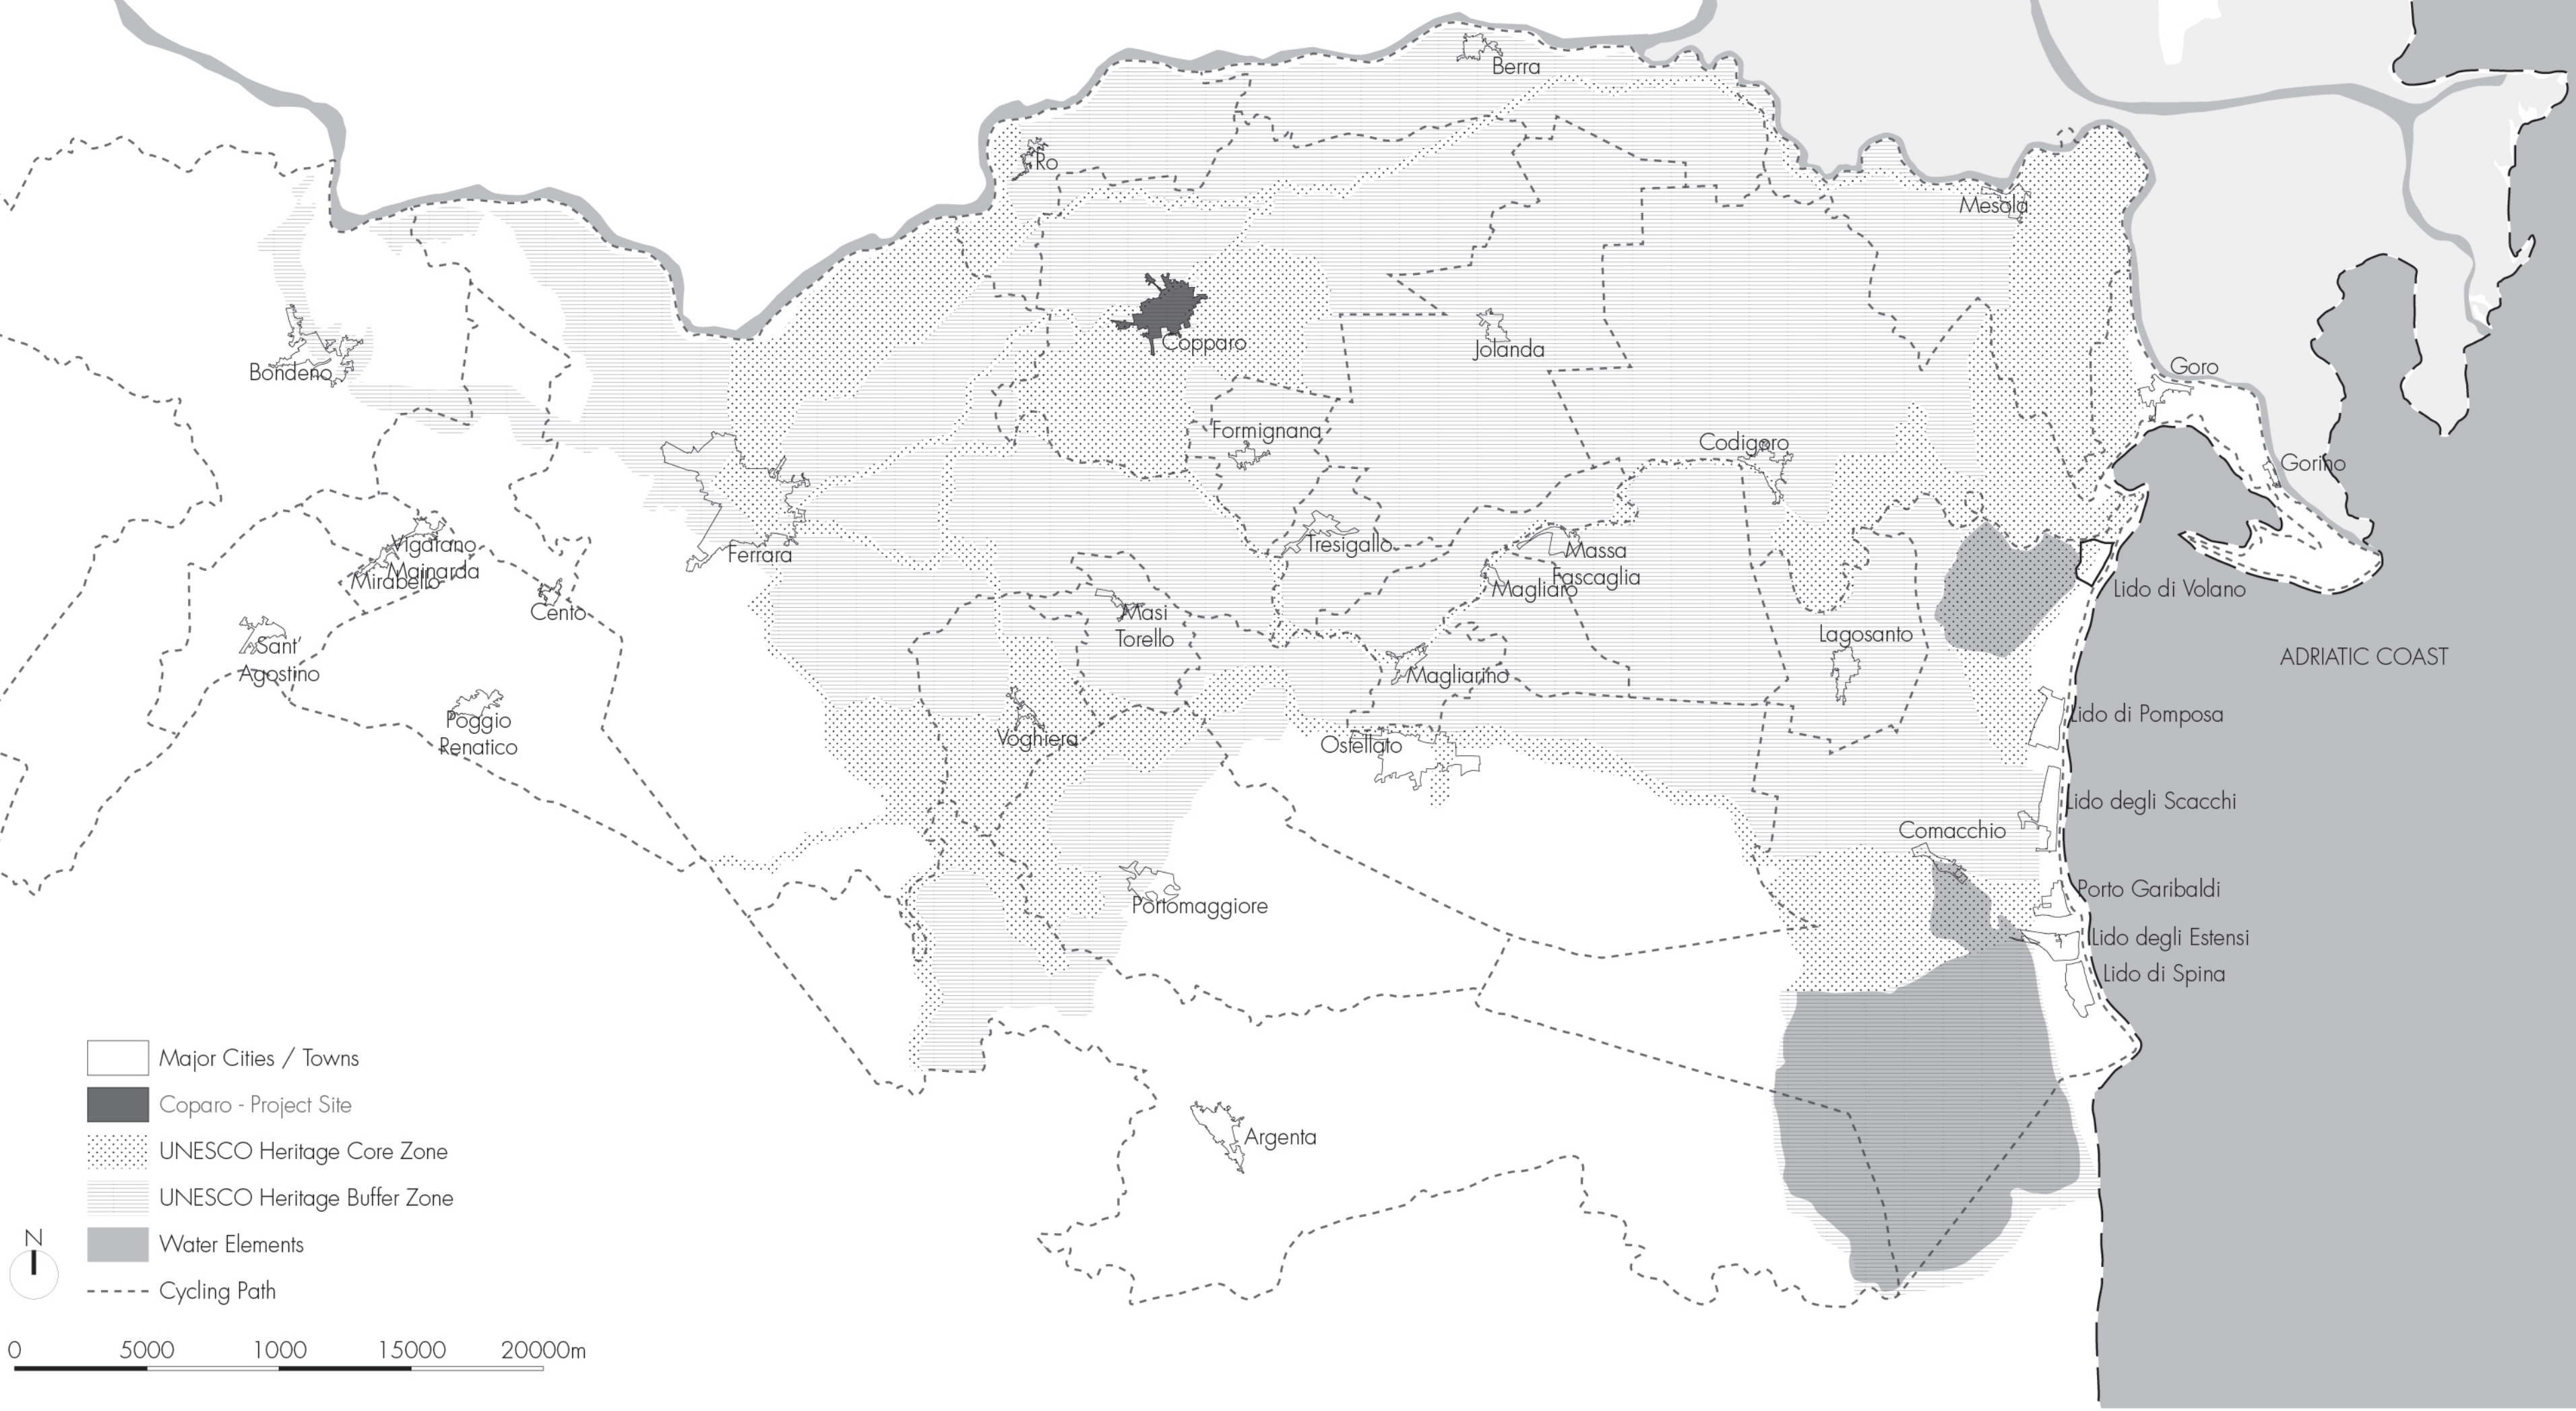 Berra
Ro
Mesola
Copparo
Jolanda
Bondeno
Goro
Formignana
Codigoro
Gorino
Ferrara
Tresigallo
Vigarano
Mainarda
Mirabello
Massa
Fascaglia
Magliaro
Cento
Lido di Volano
Masi
Torello
Lagosanto
Sant'
Agostino
ADRIATIC COAST
Magliarino
Poggio
Renatico
Voghiera
Ostellato
Lido di Pomposa
Lido degli Scacchi
Comacchio
Portomaggiore
Porto Garibaldi
Lido degli Estensi
Lido di Spina
Argenta
Major Cities / Towns
Coparo - Project Site
UNESCO Heritage Core Zone
UNESCO Heritage Buffer Zone
Water Elements
Cycling Path
N
0 5000 1000 15000 20000m